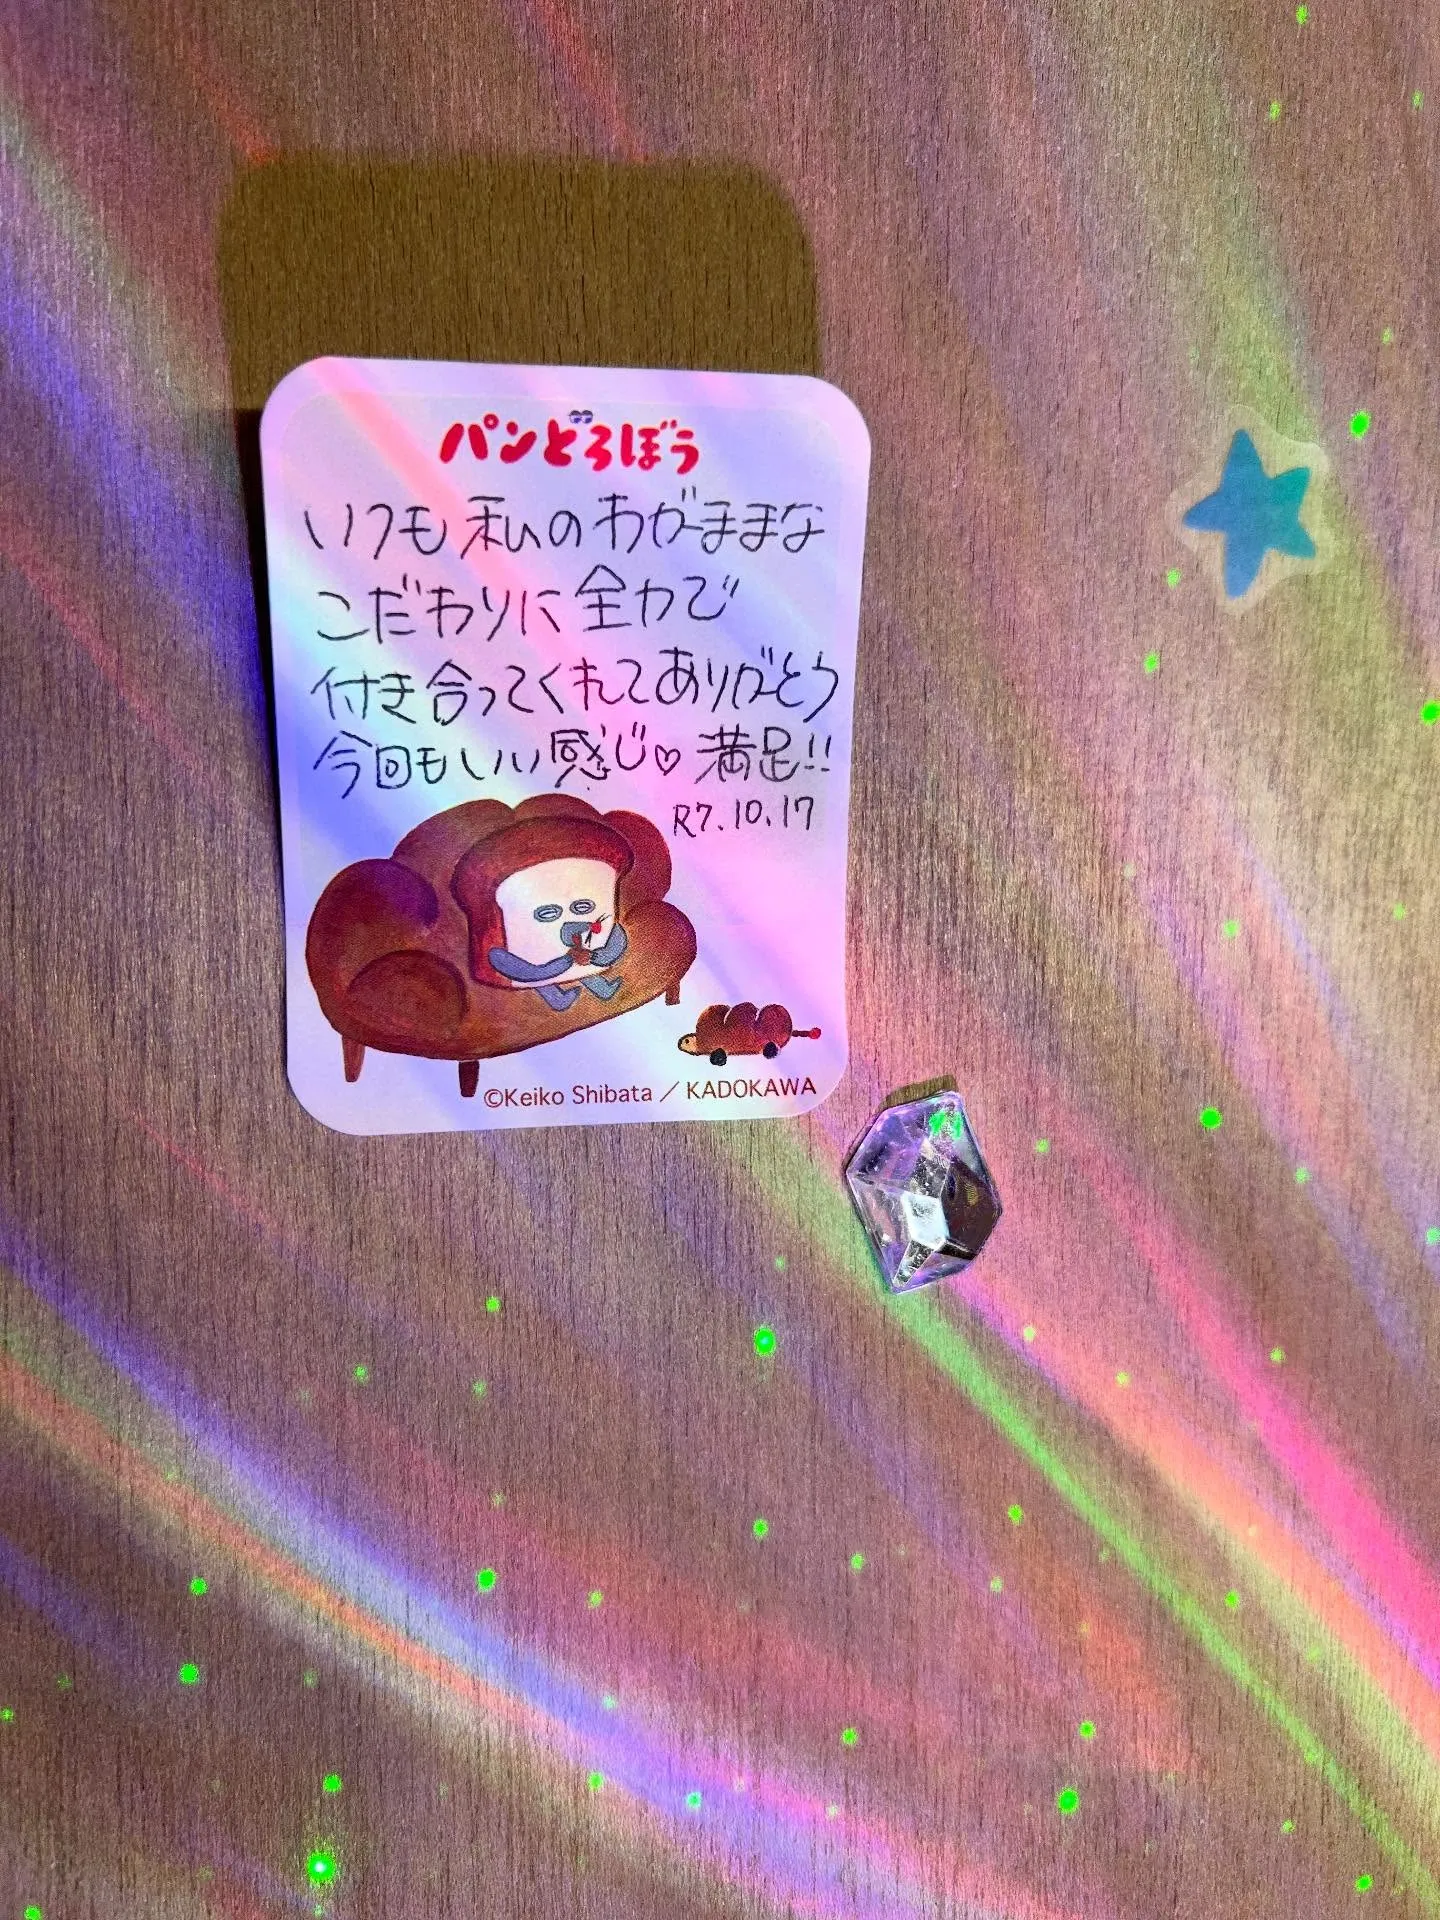 パンどろぼう
いつも私のわがままな
こだわりに全力で
付き合ってくれてありがとう
今回もいい感じ♡満足!!
R7.10.17
©Keiko Shibata / KADOKAWA